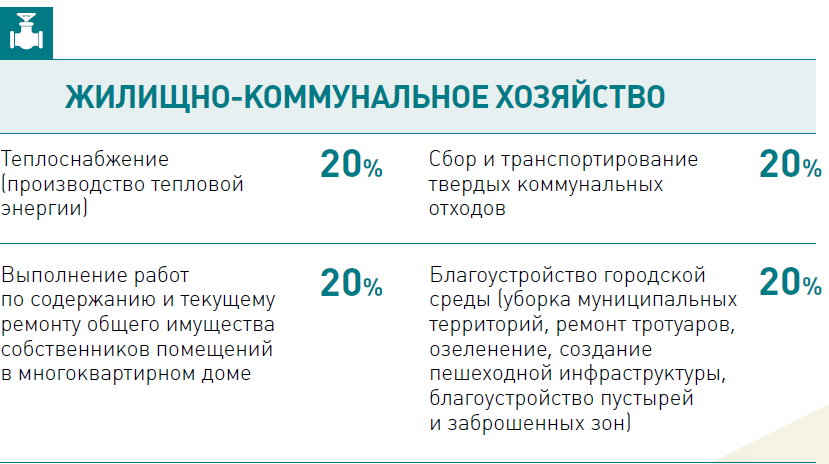 ЖИЛИЩНО-КОММУНАЛЬНОЕ ХОЗЯЙСТВО
Теплоснабжение
(производство тепловой
энергии)
20%
Сбор и транспортирование
твердых коммунальных
отходов
20%
Выполнение работ
по содержанию и текущему
ремонту общего имущества
собственников помещений
в многоквартирном доме
20%
Благоустройство городской
среды (уборка муниципальных
территорий, ремонт тротуаров,
озеленение, создание
пешеходной инфраструктуры,
благоустройство пустырей
и заброшенных зон)
20%